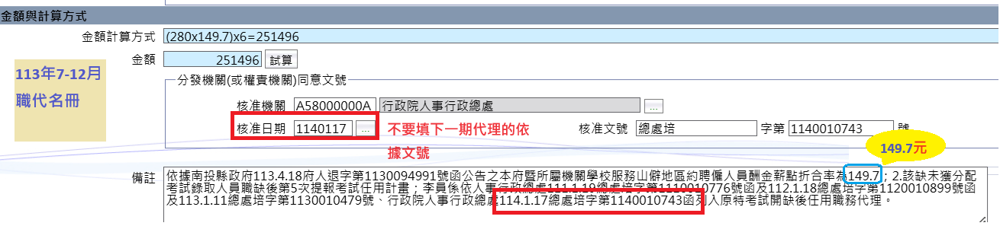 金額與計算方式
金額計算方式 (280x149.7)x6=251496
金額 251496 試算
113年7-12月
職代名冊
分發機關(或權責機關)同意文號
核准機關 A58000000A 行政院人事行政總處 ...
核准日期 1140117 ... 不要填下一期代理的依
據文號
核准文號 總處培 字第 1140010743 號
149.7元
備註 依據南投縣政府113.4.18府人退字第1130094991號函公告之本府暨所屬機關學校服務山僻地區約聘僱人員酬金薪點折合率為149.7；2.該缺未獲分配
考試錄取人員職缺後第5次提報考試任用計畫；李員係依人事行政總處111.1.19總處培字第1110010776號函及112.1.18總處培字第1120010899號函
及113.1.11總處培字第1130010479號、行政院人事行政總處114.1.17總處培字第1140010743函列入原特考試開缺後任用職務代理。